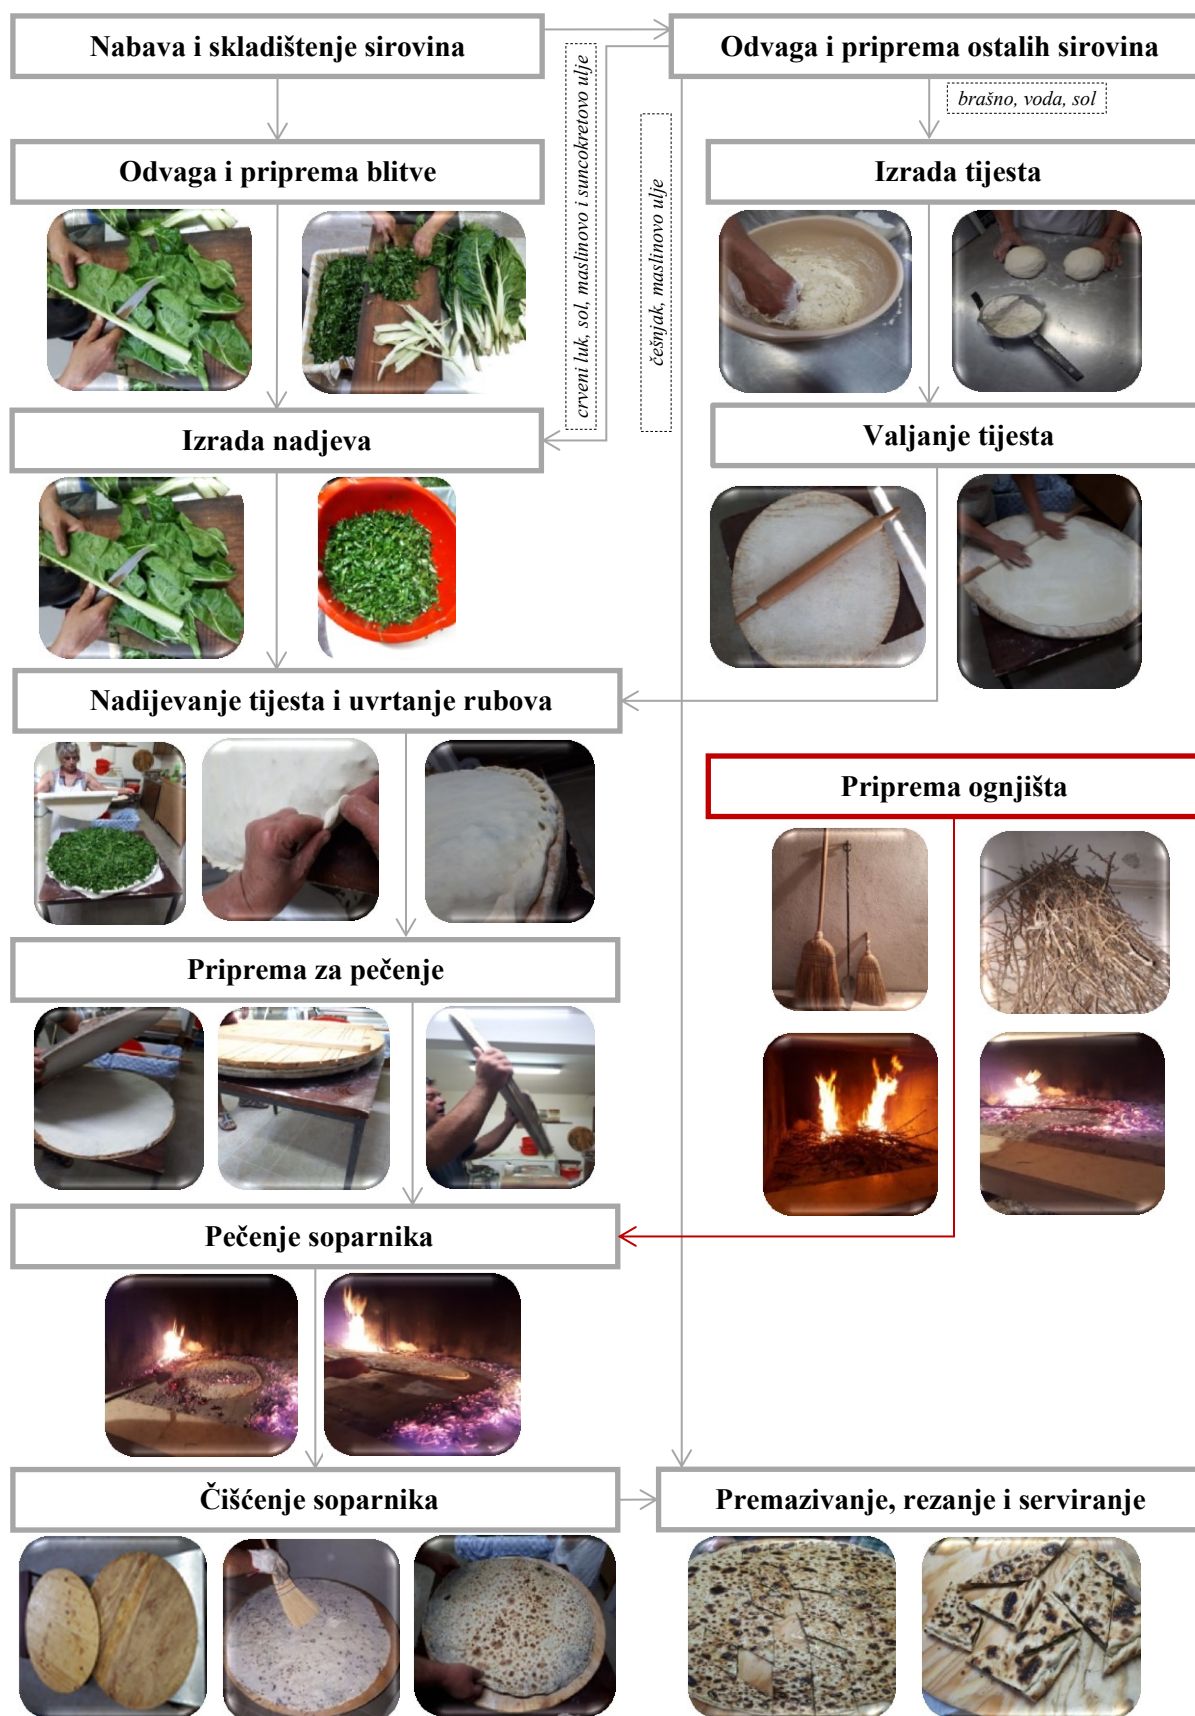 Nabava i skladištenje sirovina
Odvaga i priprema ostalih sirovina
crveni luk, sol, maslinovo i suncokretovo ulje
češnjak, maslinovo ulje
brašno, voda, sol
Odvaga i priprema blitve
Izrada tijesta
Izrada nadjeva
Valjanje tijesta
Nadijevanje tijesta i uvrtanje rubova
Priprema ognjišta
Priprema za pečenje
Pečenje soparnika
Čišćenje soparnika
Premazivanje, rezanje i serviranje